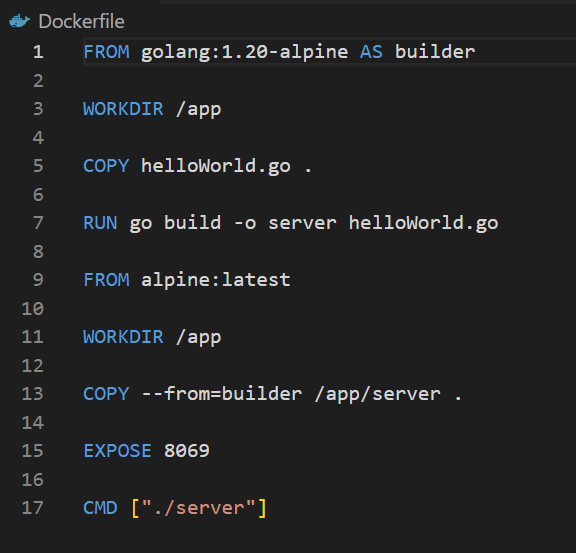 Dockerfile
1 FROM golang:1.20-alpine AS builder
2
3 WORKDIR /app
4
5 COPY helloWorld.go .
6
7 RUN go build -o server helloWorld.go
8
9 FROM alpine:latest
10
11 WORKDIR /app
12
13 COPY --from=builder /app/server .
14
15 EXPOSE 8069
16
17 CMD ["./server"]